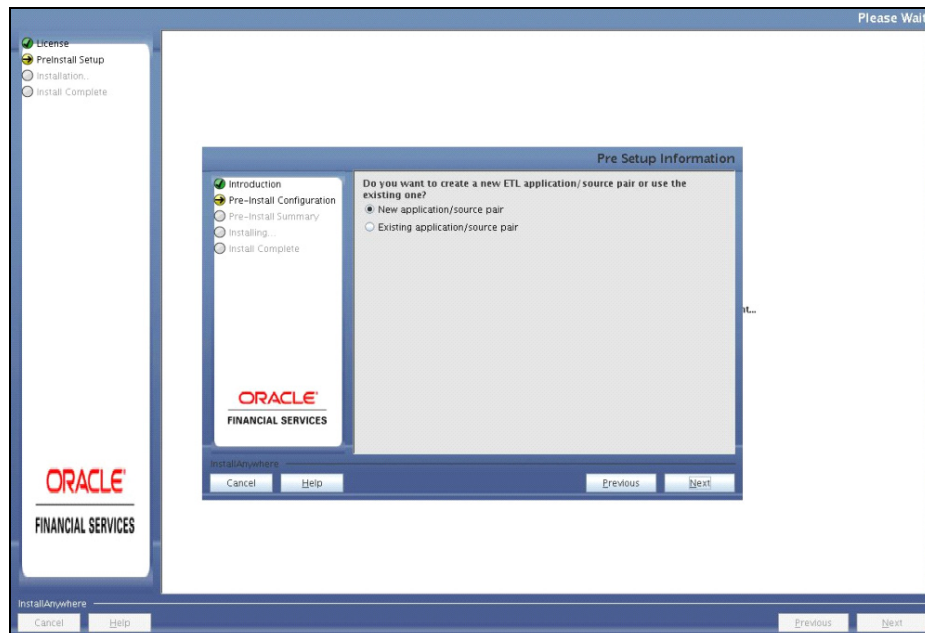 Please Wait
License
PreInstall Setup
Installation..
Install Complete
Pre Setup Information
Introduction
Pre-Install Configuration
Pre-Install Summary
Installing...
Install Complete
Do you want to create a new ETL application/source pair or use the
existing one?
New application/source pair
Existing application/source pair
nt...
ORACLE
FINANCIAL SERVICES
InstallAnywhere
Cancel
Help
Previous
Next
ORACLE
FINANCIAL SERVICES
InstallAnywhere
Cancel
Help
Previous
Next